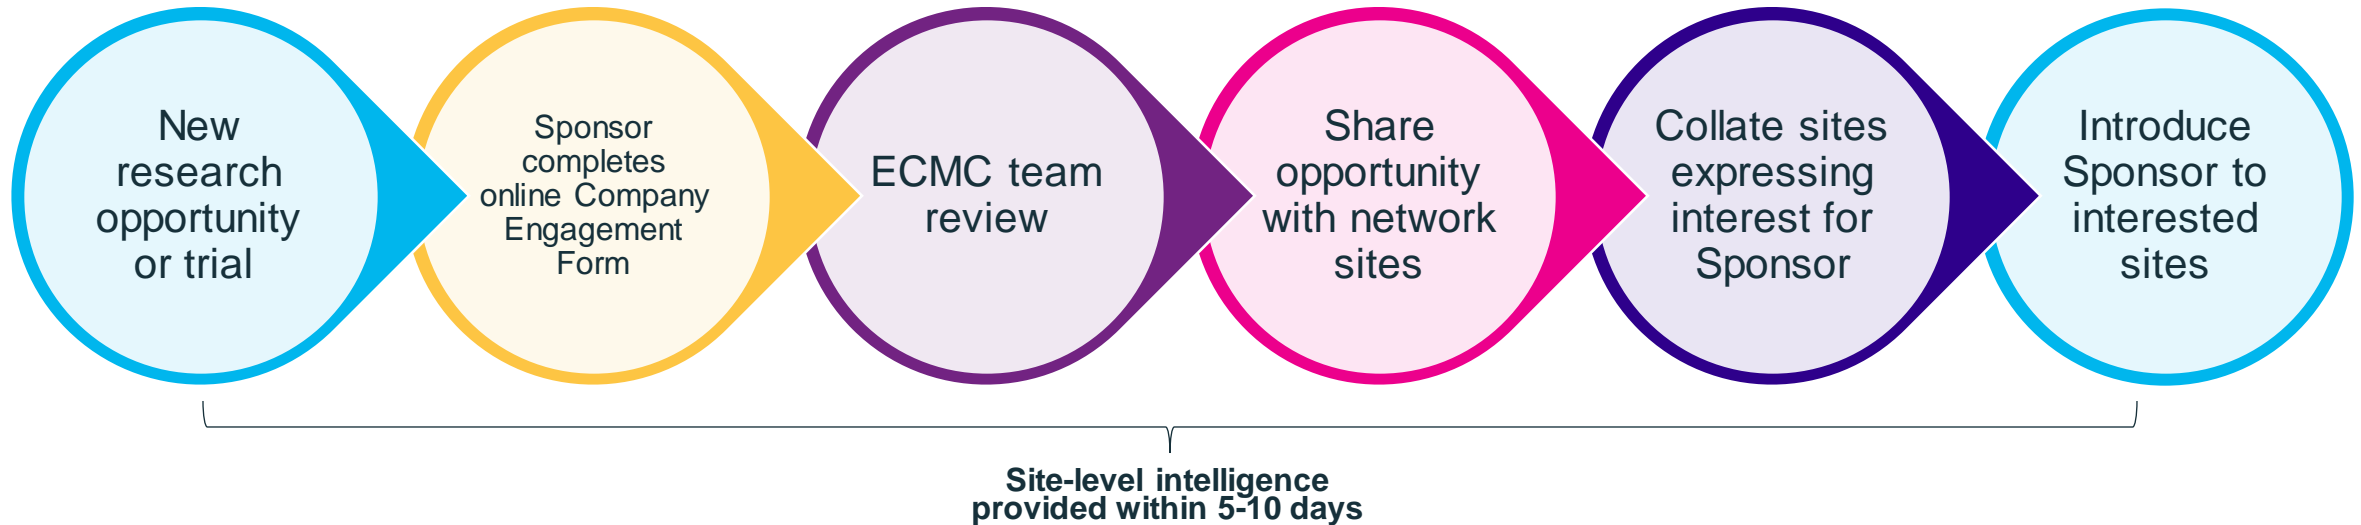 New
research
opportunity
or trial
Sponsor
completes
online Company
Engagement
Form
ECMC team
review
Share
opportunity
with network
sites
Collate sites
expressing
interest for
Sponsor
Introduce
Sponsor to
interested
sites
Site-level intelligence
provided within 5-10 days